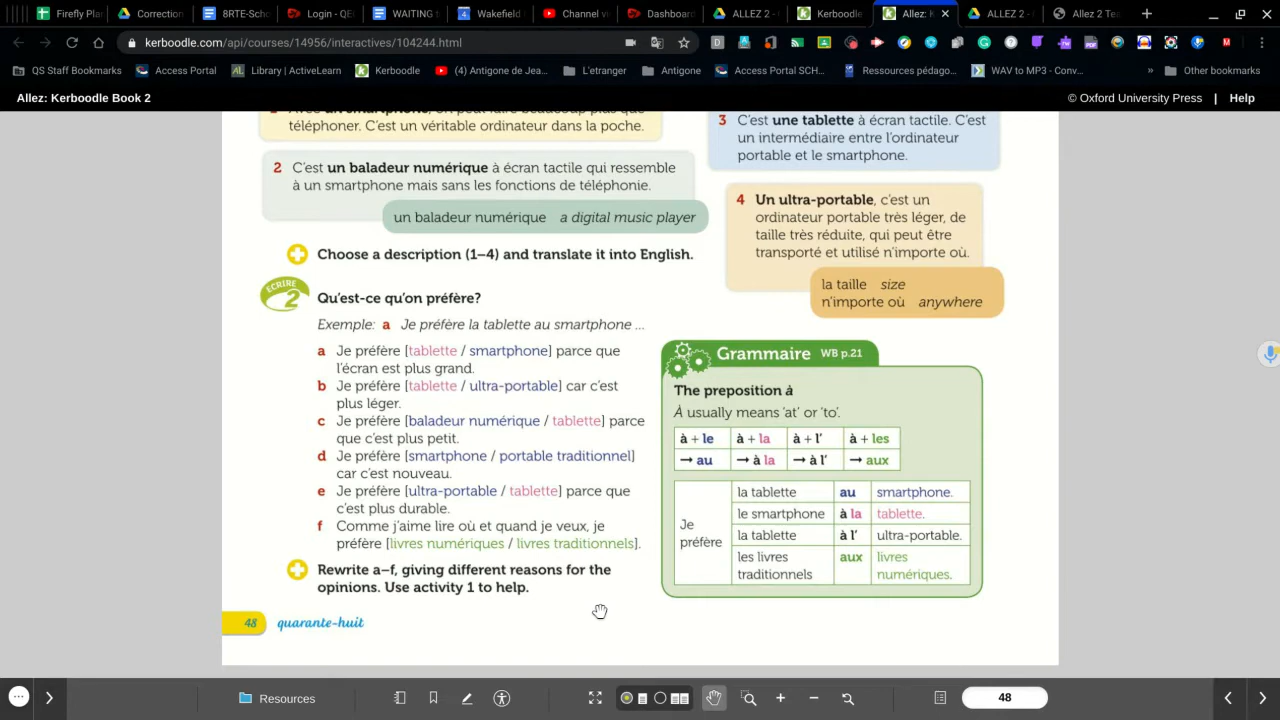 Firefly Pla
Correction
8RTE-Scho
Login - QE
WAITING t
Wakefield
Channel v
Dashboar
ALLEZ 2 -
Kerboodle
Allez: K
ALLEZ 2 -
Allez 2 Tea
kerboodle.com/api/courses/14956/interactives/104244.html
QS Staff Bookmarks
Access Portal
Library | ActiveLearn
Kerboodle
(4) Antigone de Jea...
L'etranger
Antigone
Access Portal SCH...
Ressources pédago...
WAV to MP3 - Conv...
Other bookmarks
Allez: Kerboodle Book 2
© Oxford University Press | Help
téléphoner. C'est un véritable ordinateur dans la poche.
2 C'est un baladeur numérique à écran tactile qui ressemble
à un smartphone mais sans les fonctions de téléphonie.
un baladeur numérique a digital music player
3 C'est une tablette à écran tactile. C'est
un intermédiaire entre l'ordinateur
portable et le smartphone.
4 Un ultra-portable, c'est un
ordinateur portable très léger, de
taille très réduite, qui peut être
transporté et utilisé n'importe où.
la taille size
n'importe où anywhere
Choose a description (1–4) and translate it into English.
ECRIRE
2
Qu'est-ce qu'on préfère?
Exemple: a Je préfère la tablette au smartphone ...
a Je préfère [tablette / smartphone] parce que
l'écran est plus grand.
b Je préfère [tablette / ultra-portable] car c'est
plus léger.
c Je préfère [baladeur numérique / tablette] parce
que c'est plus petit.
d Je préfère [smartphone / portable traditionnel]
car c'est nouveau.
e Je préfère [ultra-portable / tablette] parce que
c'est plus durable.
f Comme j'aime lire où et quand je veux, je
préfère [livres numériques / livres traditionnels].
Rewrite a–f, giving different reasons for the
opinions. Use activity 1 to help.
Grammaire WB p.21
The preposition à
À usually means 'at' or 'to'.
à + le à + la à + l' à + les
→ au → à la → à l' → aux
Je
préfère
la tablette au smartphone.
le smartphone à la tablette.
la tablette à l' ultra-portable.
les livres aux livres
traditionnels numériques.
48 quarante-huit
Resources
48